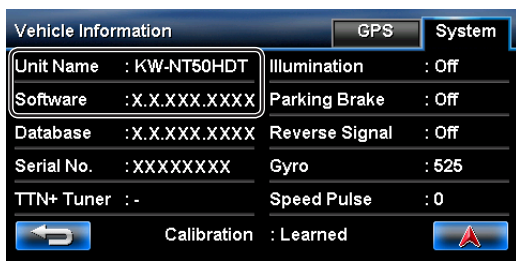 Vehicle Information GPS System
Unit Name : KW-NT50HDT Illumination : Off
Software :X.X.XXX.XXXX Parking Brake : Off
Database :X.X.XXX.XXXX Reverse Signal : Off
Serial No. :XXXXXXXX Gyro : 525
TTN+ Tuner : - Speed Pulse : 0
Calibration : Learned